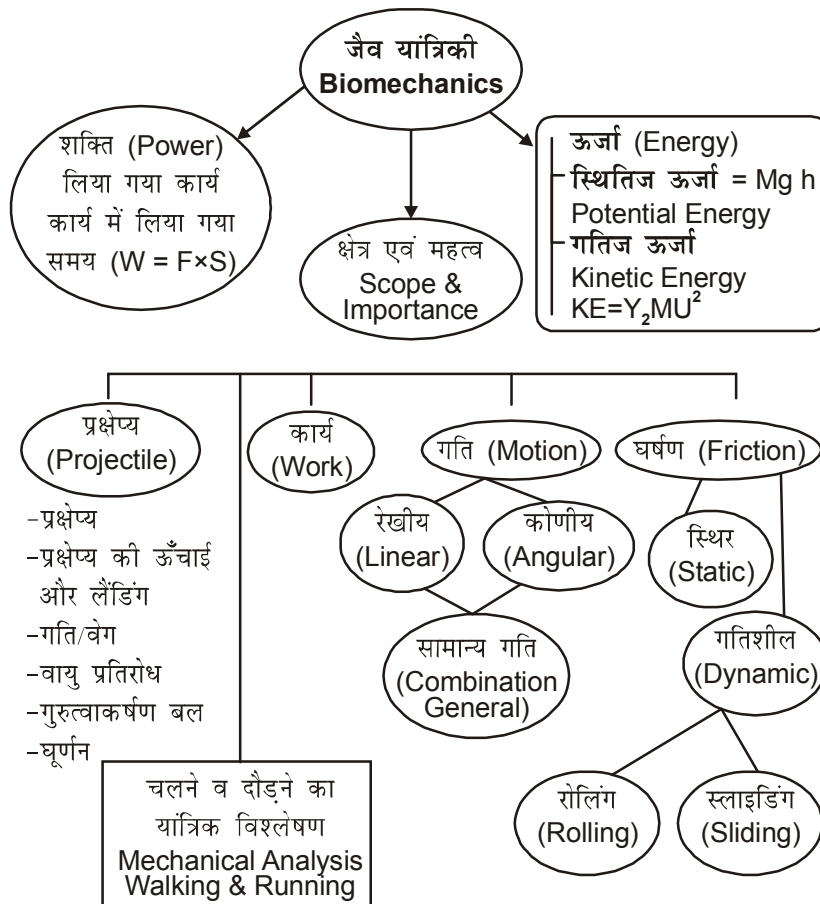 जैव यांत्रिकी
Biomechanics
शक्ति (Power)
लिया गया कार्य
कार्य में लिया गया
समय (W = F×S)
क्षेत्र एवं महत्व
Scope &
Importance
ऊर्जा (Energy)
स्थितिज ऊर्जा = Mg h
Potential Energy
गतिज ऊर्जा
Kinetic Energy
KE=Y₂MU²
प्रक्षेप्य
(Projectile)
-प्रक्षेप्य
-प्रक्षेप्य की ऊँचाई
और लैंडिंग
-गति/वेग
-वायु प्रतिरोध
-गुरुत्वाकर्षण बल
-घूर्णन
चलने व दौड़ने का
यांत्रिक विश्लेषण
Mechanical Analysis
Walking & Running
कार्य
(Work)
गति (Motion)
रेखीय
(Linear)
कोणीय
(Angular)
सामान्य गति
(Combination
General)
घर्षण (Friction)
स्थिर
(Static)
गतिशील
(Dynamic)
रोलिंग
(Rolling)
स्लाइडिंग
(Sliding)